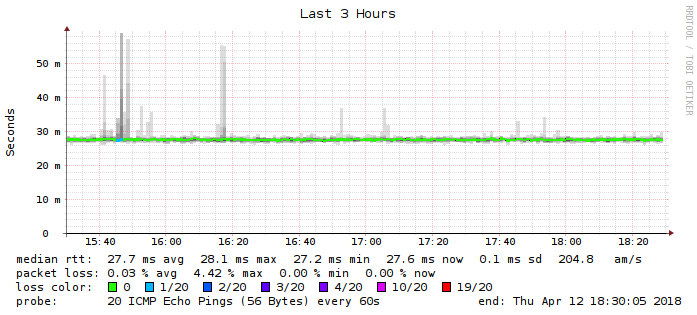 Last 3 Hours
RRDTOOL / TOBI OETIKER
Seconds
50 m
40 m
30 m
20 m
10 m
0
15:40 16:00 16:20 16:40 17:00 17:20 17:40 18:00 18:20
median rtt: 27.7 ms avg 28.1 ms max 27.2 ms min 27.6 ms now 0.1 ms sd 204.8 am/s
packet loss: 0.03 % avg 4.42 % max 0.00 % min 0.00 % now
loss color: 0 1/20 2/20 3/20 4/20 10/20 19/20
probe: 20 ICMP Echo Pings (56 Bytes) every 60s end: Thu Apr 12 18:30:05 2018